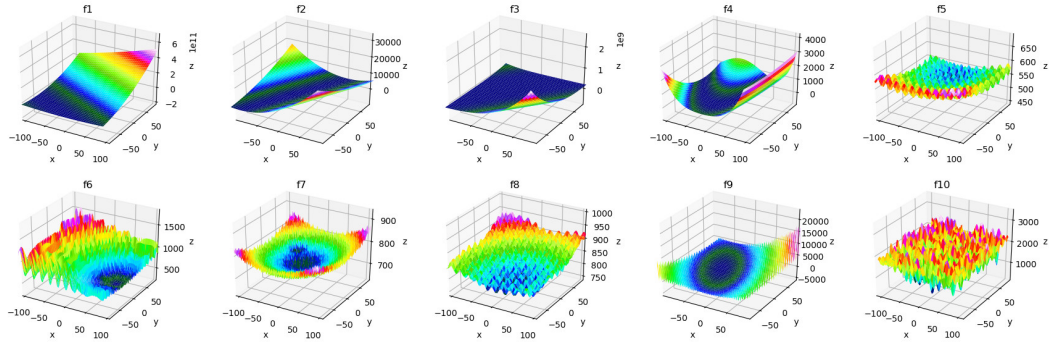 f1
6
4
2
0
−2
1e11
z
−100
−50
0
50
100
x
−50
0
50
y
f2
30000
20000
10000
0
z
−50
0
50
x
−50
0
50
y
f3
2
1
0
1e9
z
−50
0
50
x
−50
0
50
y
f4
4000
3000
2000
1000
0
z
−100
−50
0
50
100
x
−50
0
50
y
f5
650
600
550
500
450
z
−100
−50
0
50
100
x
−50
0
50
y
f6
1500
1000
500
z
−100
−50
0
50
100
x
−50
0
50
y
f7
900
800
700
z
−100
−50
0
50
100
x
−50
0
50
y
f8
1000
950
900
850
800
750
z
−100
−50
0
50
100
x
−50
0
50
y
f9
20000
15000
10000
5000
0
−5000
z
−50
0
50
x
−50
0
50
y
f10
3000
2000
1000
z
−100
−50
0
50
100
x
−50
0
50
y